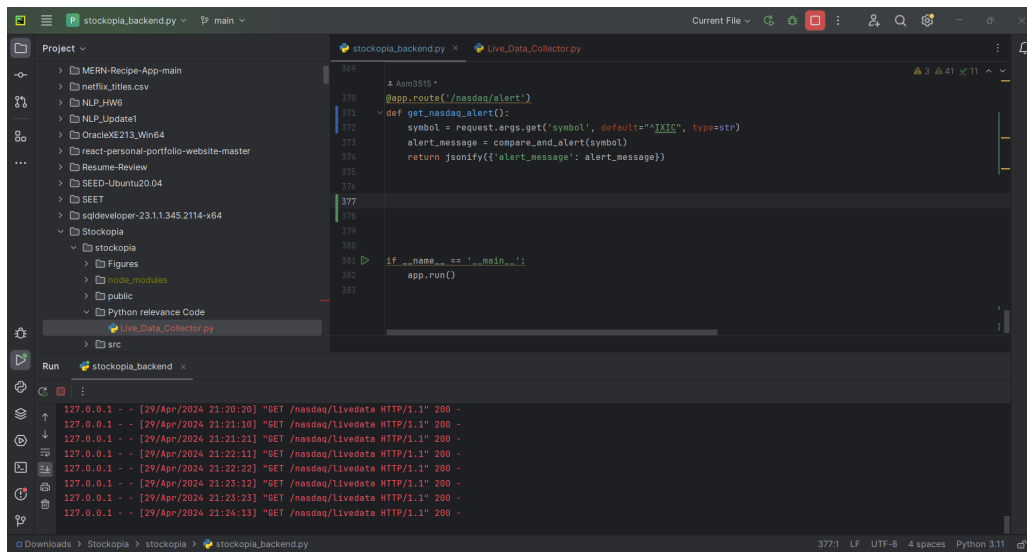 P stockopia_backend.py main Current File
Project
stockopia_backend.py Live_Data_Collector.py
MERN-Recipe-App-main
netflix_titles.csv
NLP_HW6
NLP_Update1
OracleXE213_Win64
react-personal-portfolio-website-master
Resume-Review
SEED-Ubuntu20.04
SEET
sqldeveloper-23.1.1.345.2114-x64
Stockopia
stockopia
Figures
node_modules
public
Python relevance Code
Live_Data_Collector.py
src
3 41 11
369
Asm3515 *
370 @app.route('/nasdaq/alert')
371 def get_nasdaq_alert():
372 symbol = request.args.get('symbol', default="^IXIC", type=str)
373 alert_message = compare_and_alert(symbol)
374 return jsonify({'alert_message': alert_message})
375
376
377
378
379
380
381 if __name__ == '__main__':
382 app.run()
383
Run stockopia_backend
127.0.0.1 - - [29/Apr/2024 21:20:20] "GET /nasdaq/livedata HTTP/1.1" 200 -
127.0.0.1 - - [29/Apr/2024 21:21:10] "GET /nasdaq/livedata HTTP/1.1" 200 -
127.0.0.1 - - [29/Apr/2024 21:21:21] "GET /nasdaq/livedata HTTP/1.1" 200 -
127.0.0.1 - - [29/Apr/2024 21:22:11] "GET /nasdaq/livedata HTTP/1.1" 200 -
127.0.0.1 - - [29/Apr/2024 21:22:22] "GET /nasdaq/livedata HTTP/1.1" 200 -
127.0.0.1 - - [29/Apr/2024 21:23:12] "GET /nasdaq/livedata HTTP/1.1" 200 -
127.0.0.1 - - [29/Apr/2024 21:23:23] "GET /nasdaq/livedata HTTP/1.1" 200 -
127.0.0.1 - - [29/Apr/2024 21:24:13] "GET /nasdaq/livedata HTTP/1.1" 200 -
Downloads > Stockopia > stockopia > stockopia_backend.py 377:1 LF UTF-8 4 spaces Python 3.11